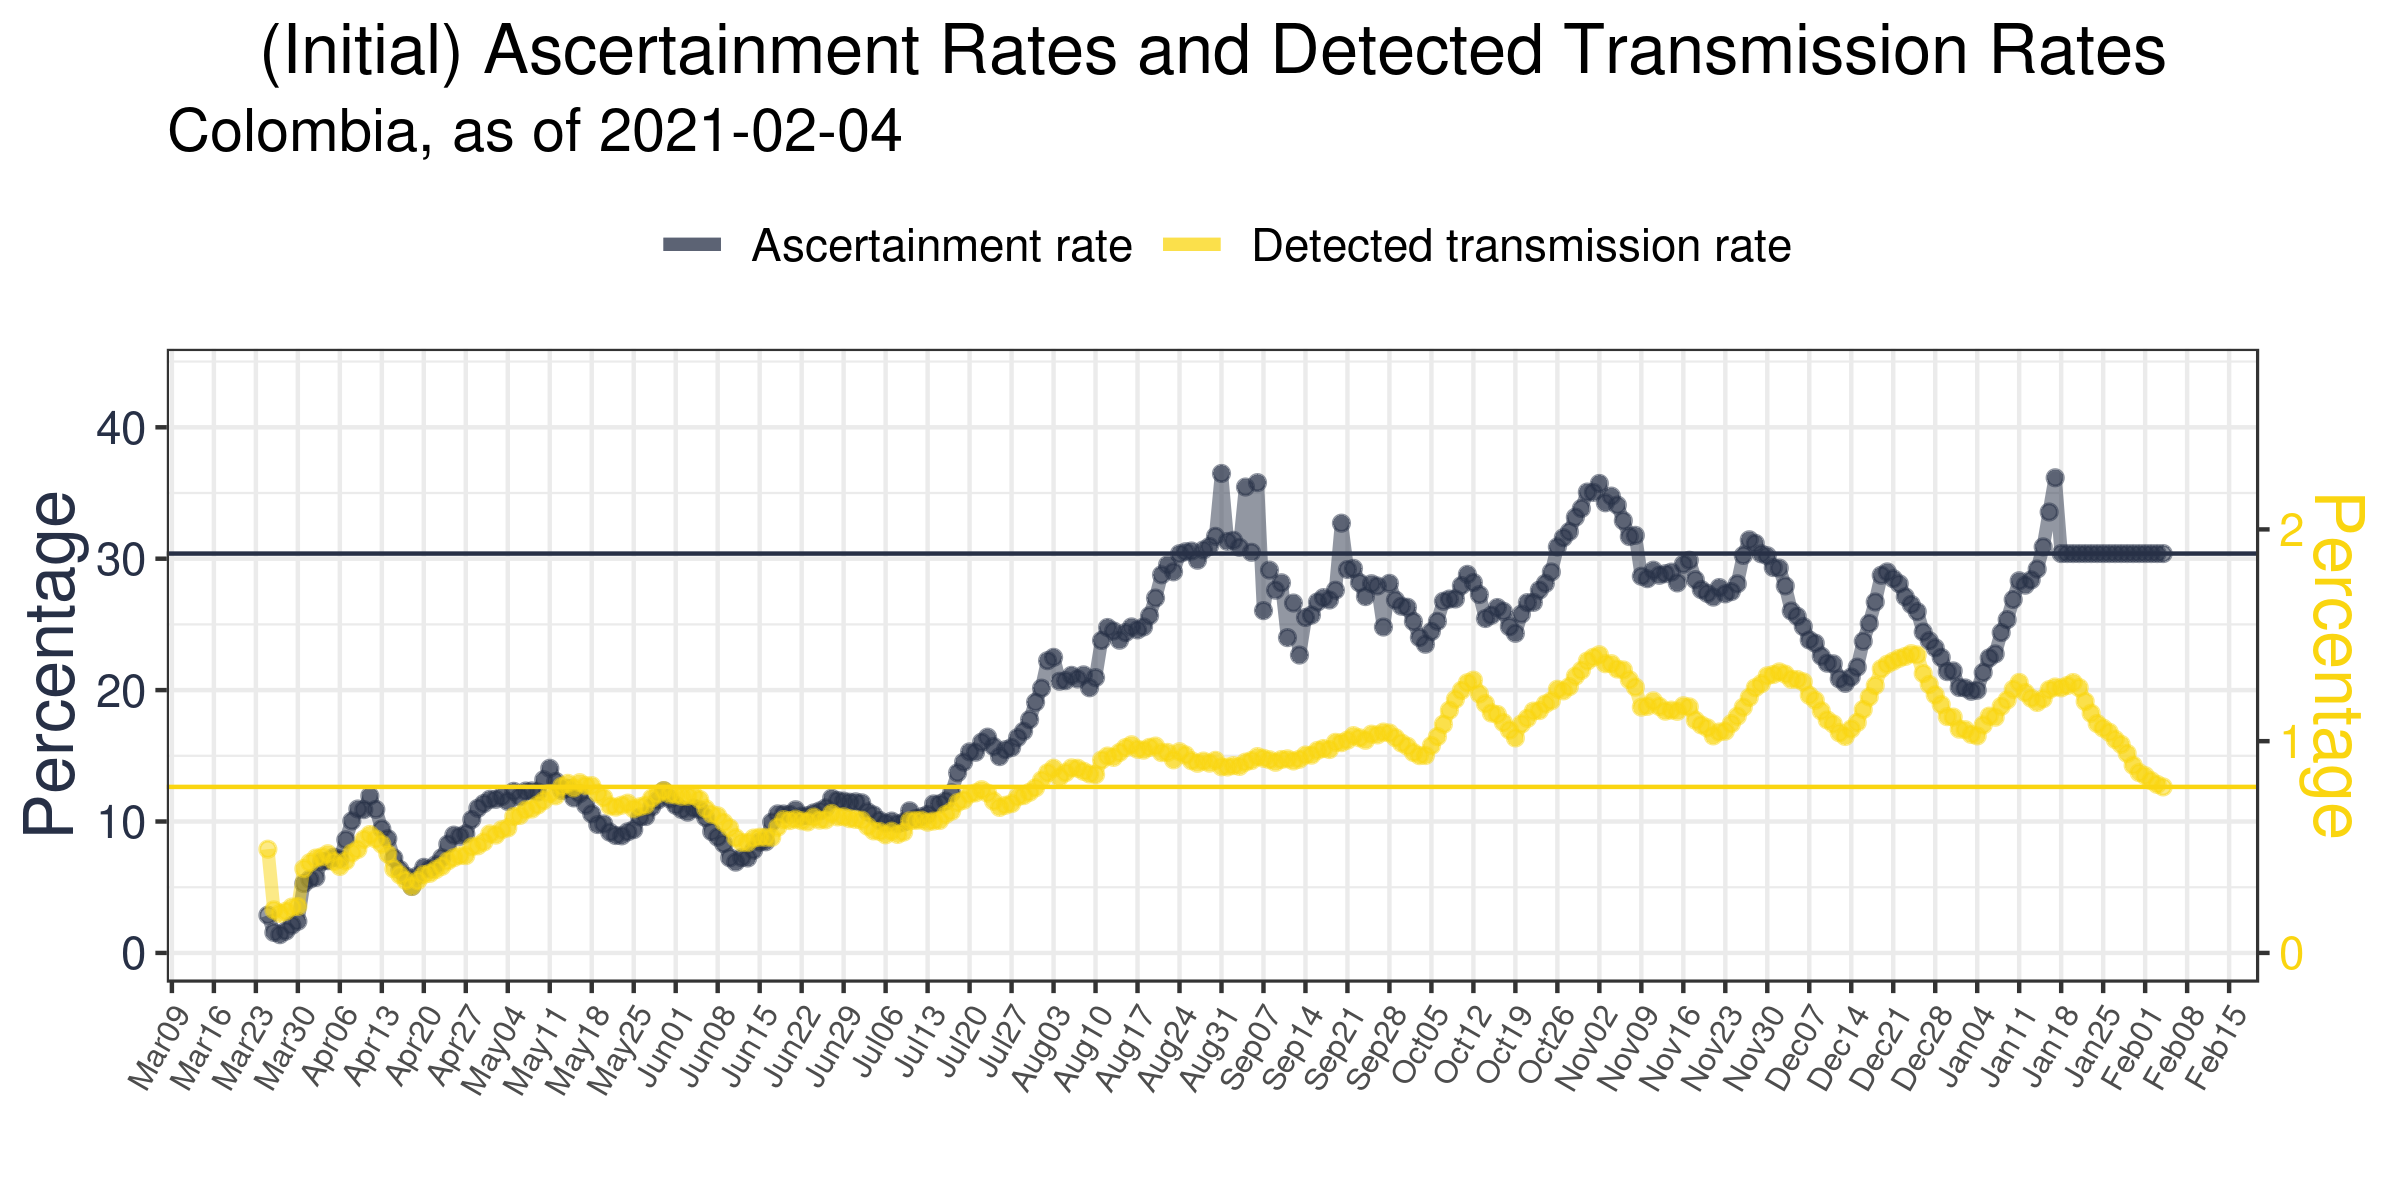 (Initial) Ascertainment Rates and Detected Transmission Rates
Colombia, as of 2021-02-04
Ascertainment rate Detected transmission rate
Percentage
40
30
20
10
0
2
1
0
Percentage
Mar09 Mar16 Mar23 Mar30 Apr06 Apr13 Apr20 Apr27 May04 May11 May18 May25 Jun01 Jun08 Jun15 Jun22 Jun29 Jul06 Jul13 Jul20 Jul27 Aug03 Aug10 Aug17 Aug24 Aug31 Sep07 Sep14 Sep21 Sep28 Oct05 Oct12 Oct19 Oct26 Nov02 Nov09 Nov16 Nov23 Nov30 Dec07 Dec14 Dec21 Dec28 Jan04 Jan11 Jan18 Jan25 Feb01 Feb08 Feb15